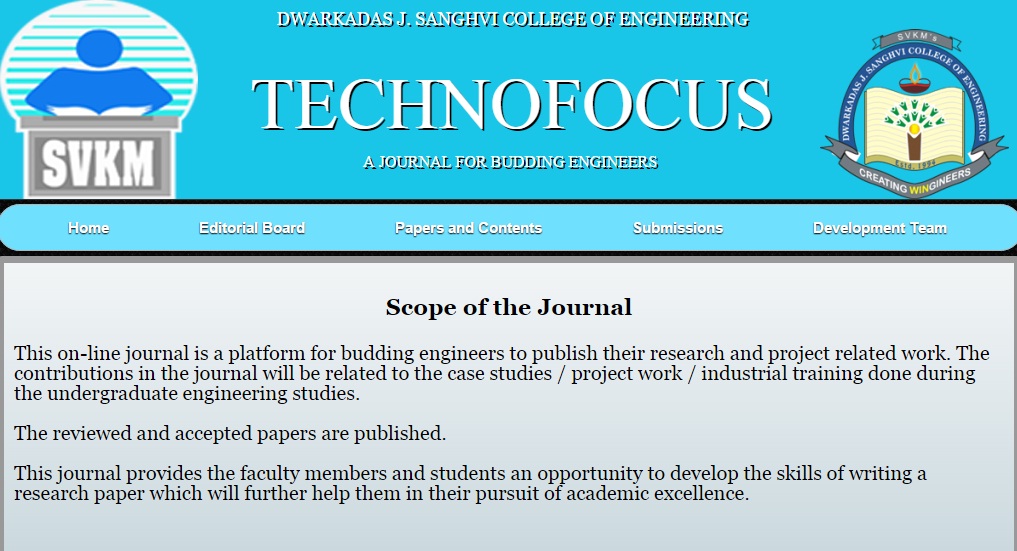 DWARKADAS J. SANGHVI COLLEGE OF ENGINEERING
TECHNOFOCUS
A JOURNAL FOR BUDDING ENGINEERS
SVKM
SVKM's
DWARKADAS J. SANGHVI COLLEGE OF ENGINEERING
Estd. 1994
CREATING WINGINEERS
Home
Editorial Board
Papers and Contents
Submissions
Development Team
Scope of the Journal
This on-line journal is a platform for budding engineers to publish their research and project related work. The
contributions in the journal will be related to the case studies / project work / industrial training done during
the undergraduate engineering studies.
The reviewed and accepted papers are published.
This journal provides the faculty members and students an opportunity to develop the skills of writing a
research paper which will further help them in their pursuit of academic excellence.